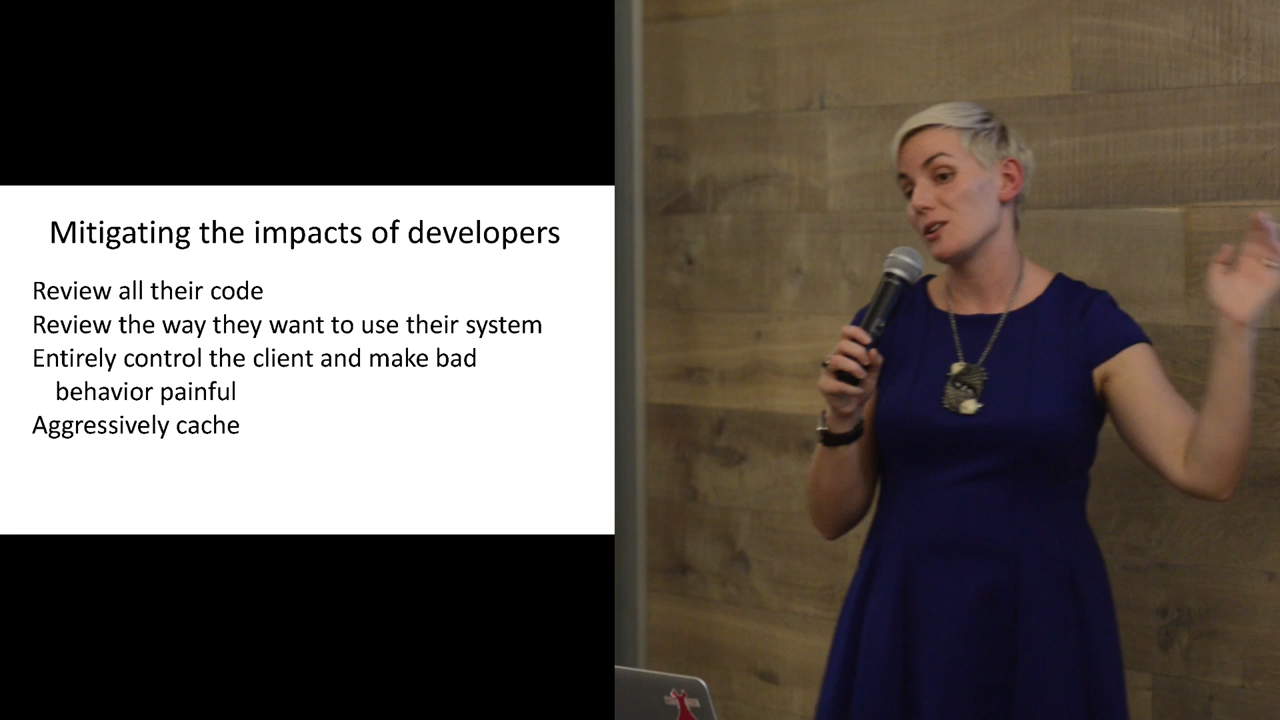 Mitigating the impacts of developers
Review all their code
Review the way they want to use their system
Entirely control the client and make bad
behavior painful
Aggressively cache